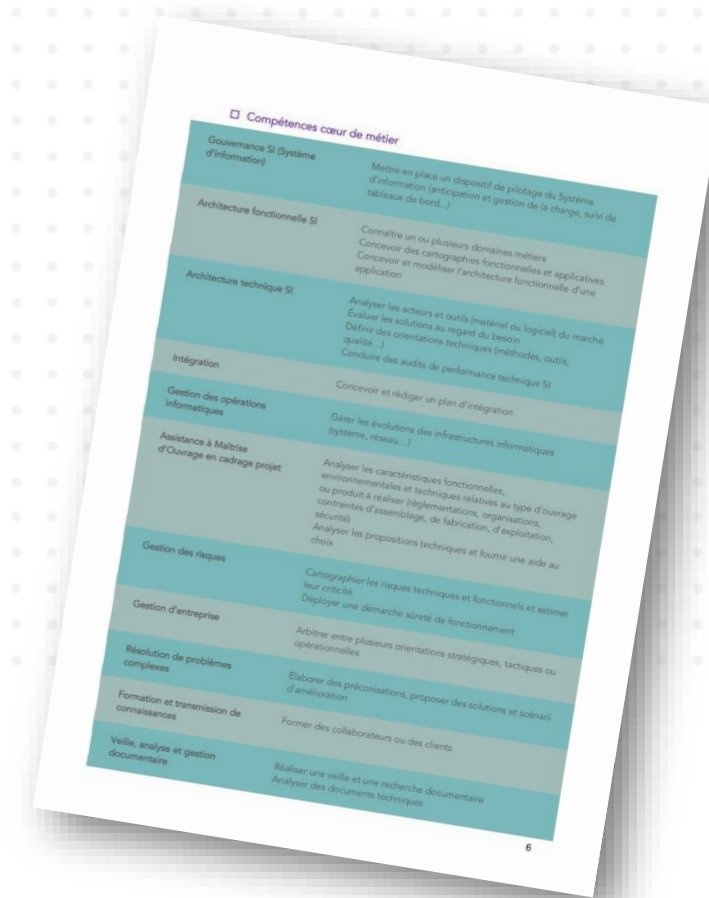 □ Compétences cœur de métier
Gouvernance SI (Système
d'information)
Mettre en place un dispositif de pilotage du Système
d'information (anticipation et gestion de la charge, suivi de
tableaux de bord...)
Architecture fonctionnelle SI
Connaître un ou plusieurs domaines métiers
Concevoir des cartographies fonctionnelles et applicatives
Concevoir et modéliser l'architecture fonctionnelle d'une
application
Architecture technique SI
Analyser les acteurs et outils (matériel ou logiciel) du marché
Évaluer les solutions au regard du besoin
Définir des orientations techniques (méthodes, outils,
qualité...)
Conduire des audits de performance technique SI
Intégration
Concevoir et rédiger un plan d'intégration
Gestion des opérations
informatiques
Gérer les évolutions des infrastructures informatiques
(système, réseau...)
Assistance à Maîtrise
d'Ouvrage en cadrage projet
Analyser les caractéristiques fonctionnelles,
environnementales et techniques relatives au type d'ouvrage
ou produit à réaliser (réglementations, organisations,
contraintes d'assemblage, de fabrication, d'exploitation,
sécurité)
Analyser les propositions techniques et fournir une aide au
choix
Gestion des risques
Cartographier les risques techniques et fonctionnels et estimer
leur criticité
Déployer une démarche sûreté de fonctionnement
Gestion d'entreprise
Arbitrer entre plusieurs orientations stratégiques, tactiques ou
opérationnelles
Résolution de problèmes
complexes
Élaborer des préconisations, proposer des solutions et scénarii
d'amélioration
Formation et transmission de
connaissances
Former des collaborateurs ou des clients
Veille, analyse et gestion
documentaire
Réaliser une veille et une recherche documentaire
Analyser des documents techniques
6